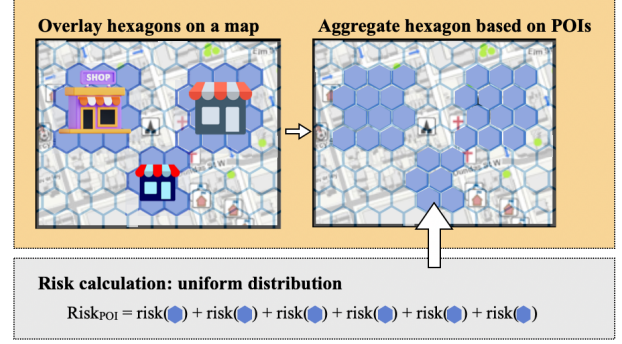 Overlay hexagons on a map
Aggregate hexagon based on POIs
SHOP
Risk calculation: uniform distribution
Risk_POI = risk(⬢) + risk(⬢) + risk(⬢) + risk(⬢) + risk(⬢) + risk(⬢)